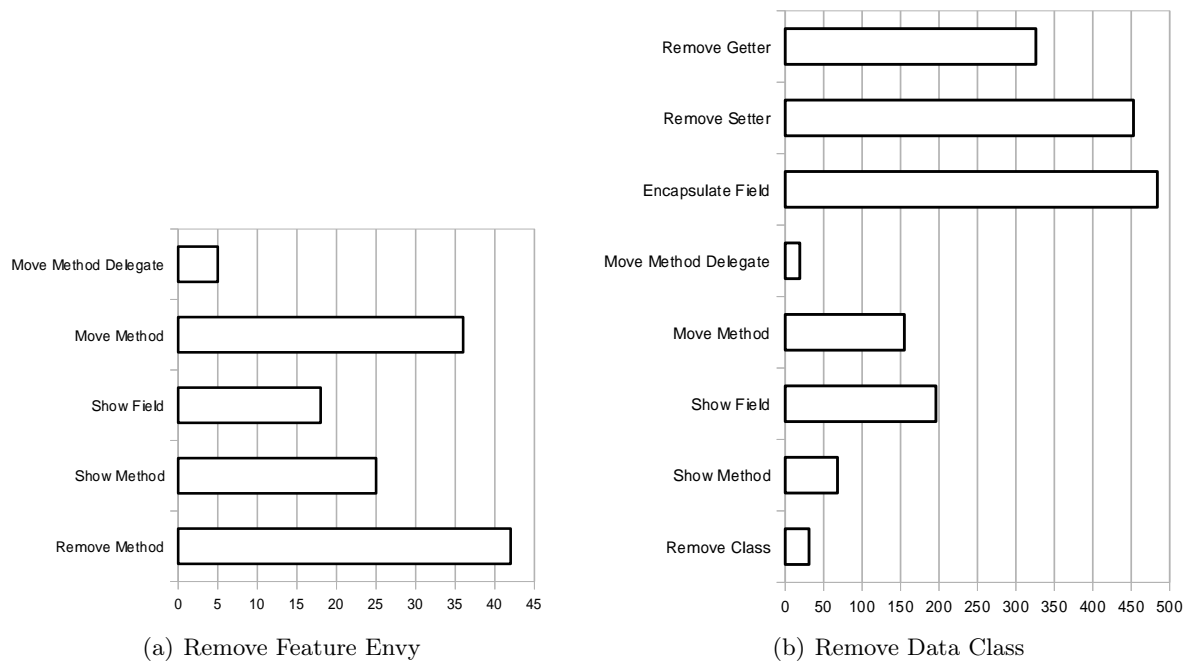 Move Method Delegate
Move Method
Show Field
Show Method
Remove Method
0 5 10 15 20 25 30 35 40 45
(a) Remove Feature Envy
Remove Getter
Remove Setter
Encapsulate Field
Move Method Delegate
Move Method
Show Field
Show Method
Remove Class
0 50 100 150 200 250 300 350 400 450 500
(b) Remove Data Class